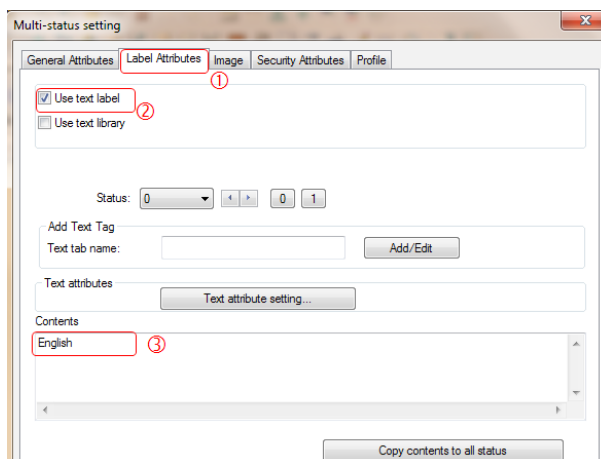 Multi-status setting
General Attributes Label Attributes Image Security Attributes Profile
①
Use text label
②
Use text library
Status: 0 0 1
Add Text Tag
Text tab name: Add/Edit
Text attributes
Text attribute setting...
Contents
English ③
Copy contents to all status